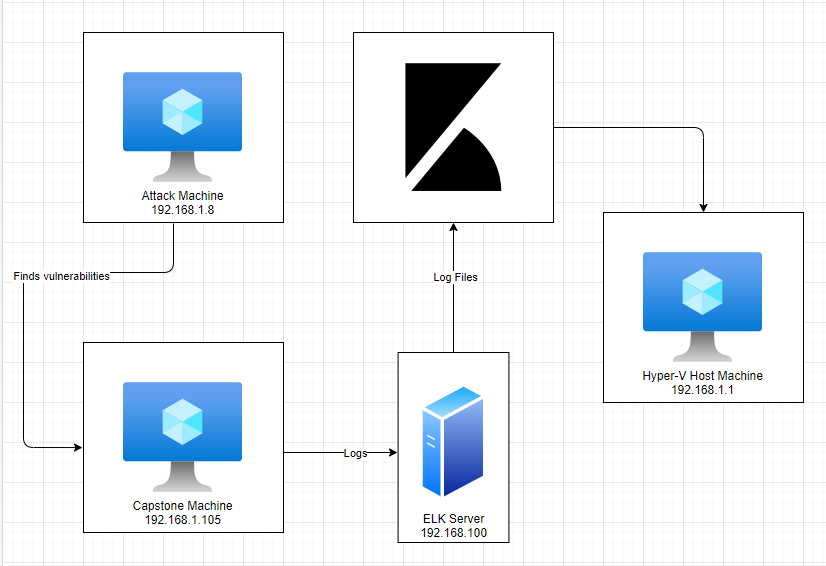 Attack Machine
192.168.1.8
Finds vulnerabilities
Log Files
Hyper-V Host Machine
192.168.1.1
Capstone Machine
192.168.1.105
Logs
ELK Server
192.168.100